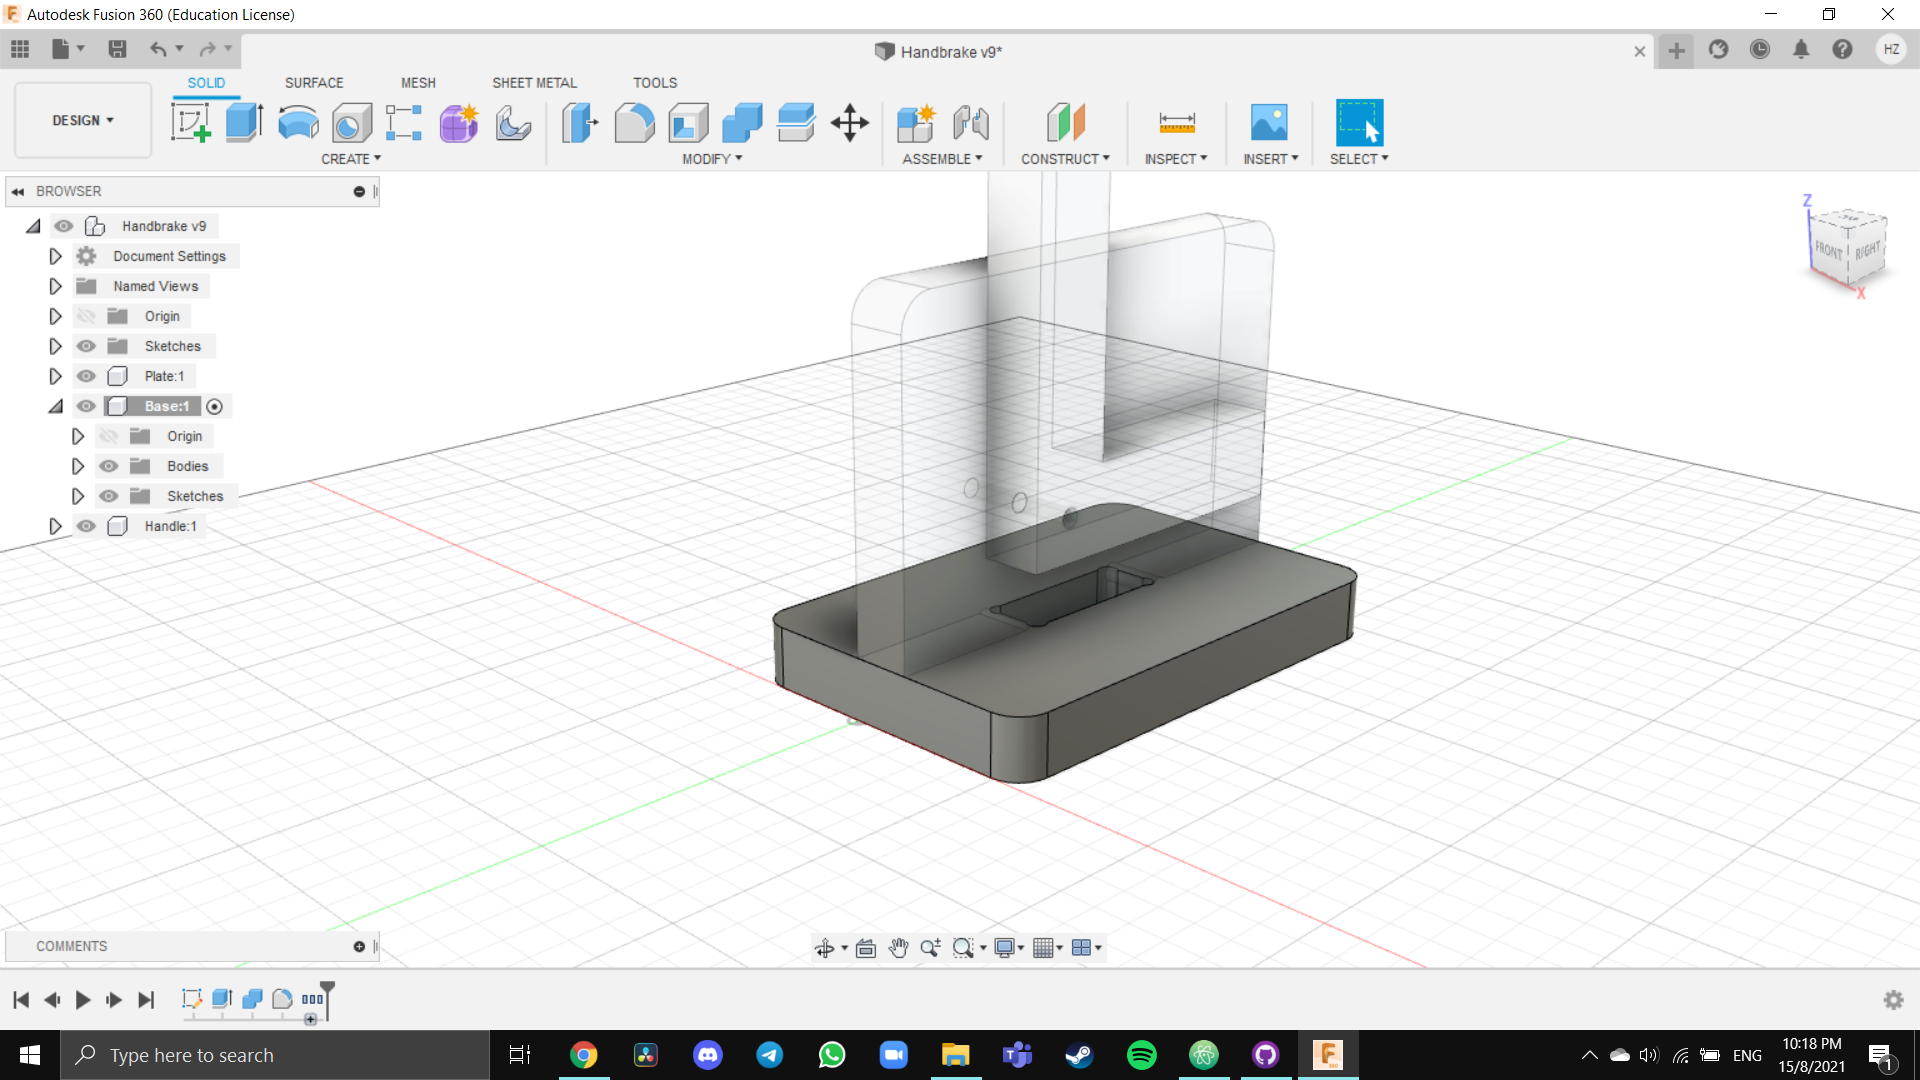 Autodesk Fusion 360 (Education License)
Handbrake v9*
HZ
DESIGN
SOLID
SURFACE
MESH
SHEET METAL
TOOLS
CREATE
MODIFY
ASSEMBLE
CONSTRUCT
INSPECT
INSERT
SELECT
BROWSER
Handbrake v9
Document Settings
Named Views
Origin
Sketches
Plate:1
Base:1
Origin
Bodies
Sketches
Handle:1
Z
TOP
FRONT
RIGHT
X
COMMENTS
Type here to search
ENG
10:18 PM
15/8/2021
1